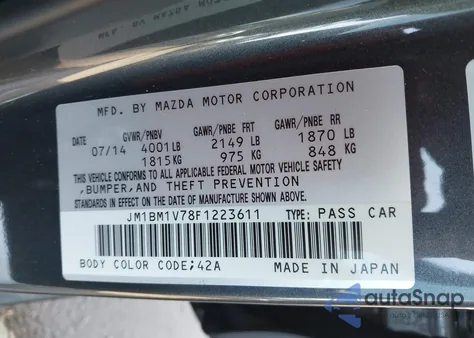 MFD. BY MAZDA MOTOR CORPORATION
GVWR/PNBV GAWR/PNBE FRT GAWR/PNBE RR
07/14 4001LB 2149 LB 1870 LB
1815KG 975 KG 848 KG
THIS VEHICLE CONFORMS TO ALL APPLICABLE FEDERAL MOTOR VEHICLE SAFETY
,BUMPER,AND THEFT PREVENTION
STANDARDS IN EFFECT ON THE DATE OF MANUFACTURE SHOWN ABOVE.
JM1BM1V78F1223611 TYPE: PASS CAR
BODY COLOR CODE;42A MADE IN JAPAN
autoSnap